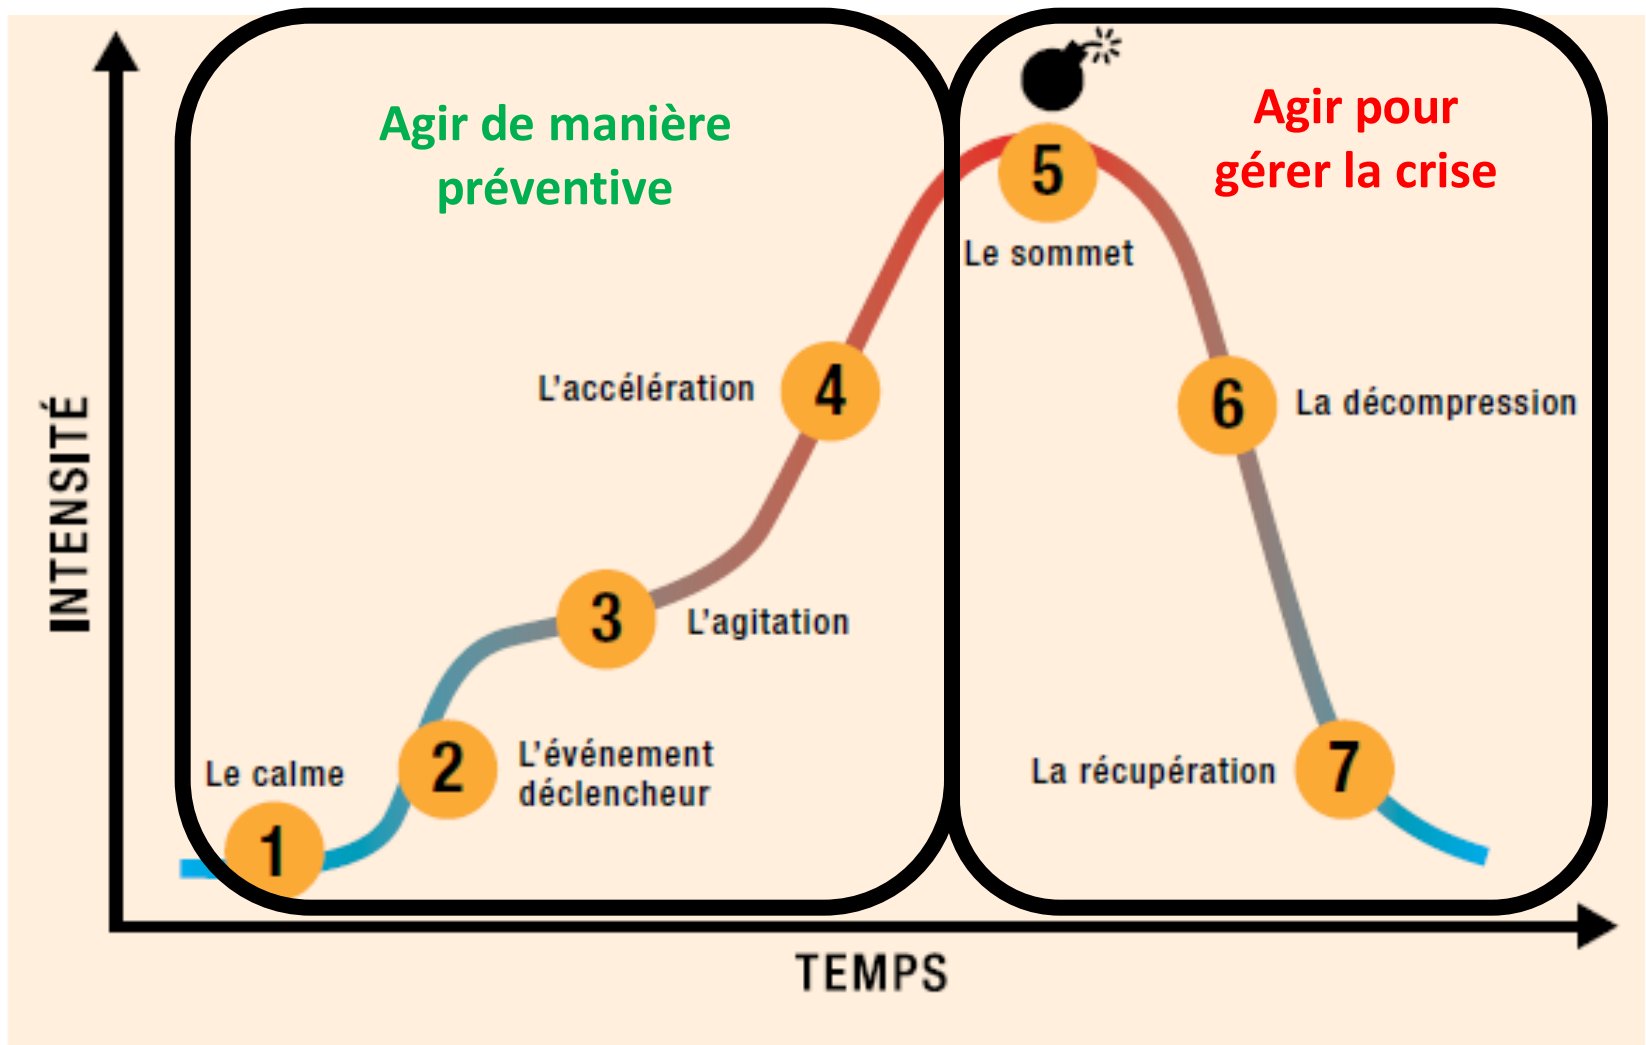 Agir de manière
préventive
Agir pour
gérer la crise
5
Le sommet
L'accélération
4
6
La décompression
INTENSITÉ
3
L'agitation
Le calme
2
L'événement
déclencheur
La récupération
7
1
TEMPS